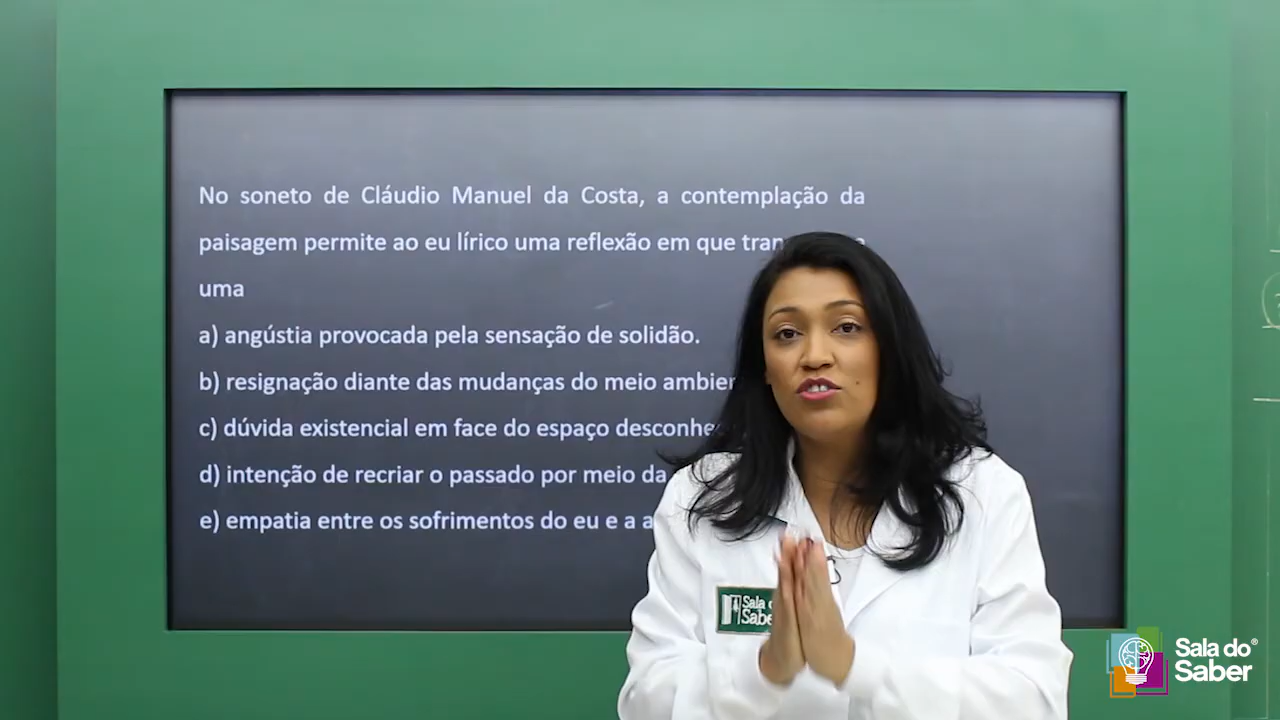 No soneto de Cláudio Manuel da Costa, a contemplação da
paisagem permite ao eu lírico uma reflexão em que
uma
a) angústia provocada pela sensação de solidão.
b) resignação diante das mudanças do meio
c) dúvida existencial em face do espaço
d) intenção de recriar o passado por meio da
e) empatia entre os sofrimentos do eu e a
Sala
Sala do®
Saber